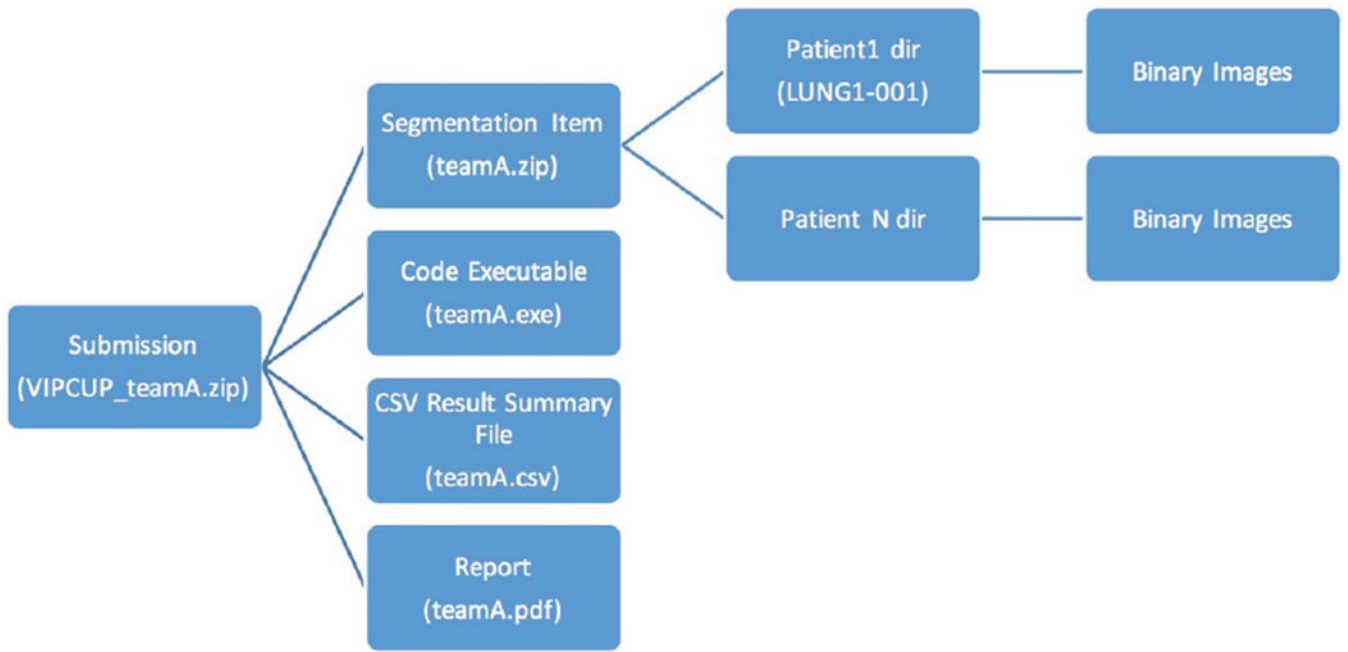 Submission
(VIPCUP_teamA.zip)
Segmentation Item
(teamA.zip)
Code Executable
(teamA.exe)
CSV Result Summary
File
(teamA.csv)
Report
(teamA.pdf)
Patient1 dir
(LUNG1-001)
Patient N dir
Binary Images
Binary Images